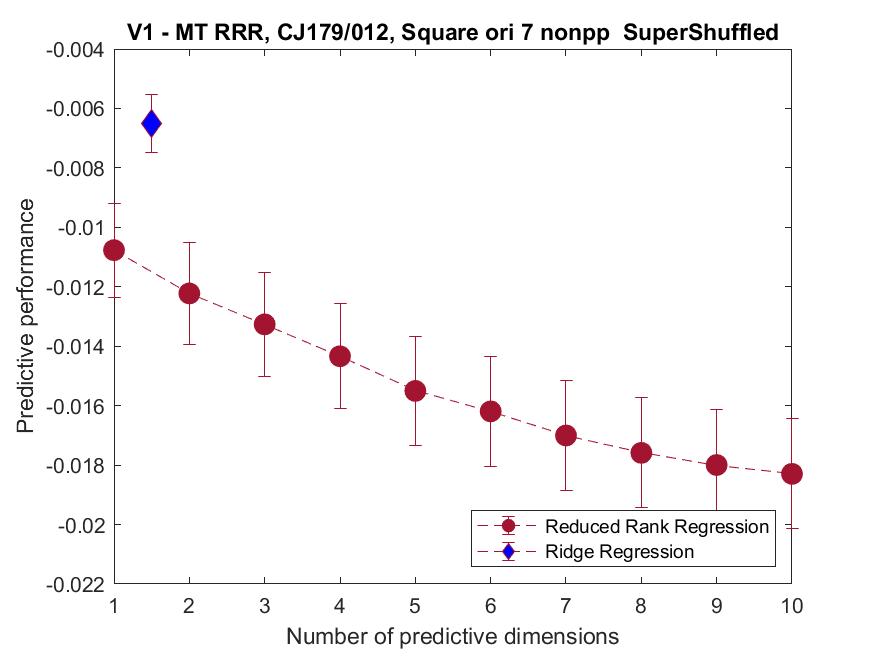 V1 - MT RRR, CJ179/012, Square ori 7 nonpp  SuperShuffled
-0.004
-0.006
-0.008
-0.01
-0.012
-0.014
-0.016
-0.018
-0.02
-0.022
Predictive performance
Reduced Rank Regression
Ridge Regression
1 2 3 4 5 6 7 8 9 10
Number of predictive dimensions